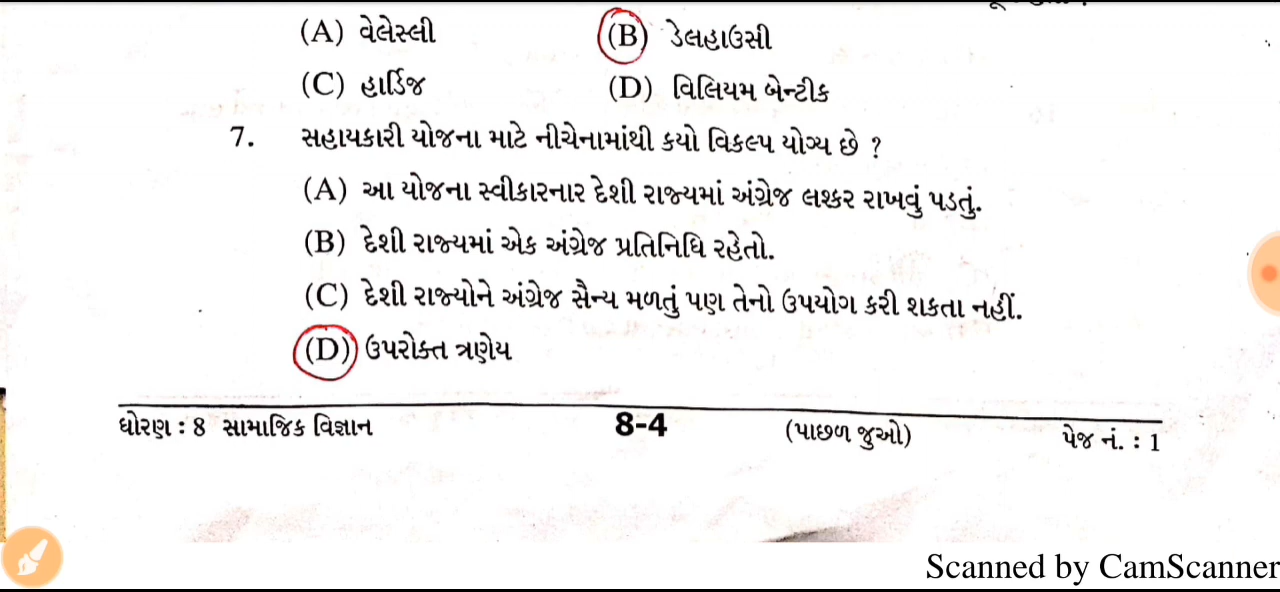 (A) વેલેસ્લી (B) ડેલહાઉસી
(C) હાર્ડિજ (D) વિલિયમ બેન્ટીક
7. સહાયકારી યોજના માટે નીચેનામાંથી કયો વિકલ્પ યોગ્ય છે ?
(A) આ યોજના સ્વીકારનાર દેશી રાજ્યમાં અંગ્રેજ લશ્કર રાખવું પડતું.
(B) દેશી રાજ્યમાં એક અંગ્રેજ પ્રતિનિધિ રહેતો.
(C) દેશી રાજ્યોને અંગ્રેજ સૈન્ય મળતું પણ તેનો ઉપયોગ કરી શકતા નહીં.
(D) ઉપરોક્ત ત્રણેય
ધોરણ : 8 સામાજિક વિજ્ઞાન 8-4 (પાછળ જુઓ) પેજ નં. : 1
Scanned by CamScanner